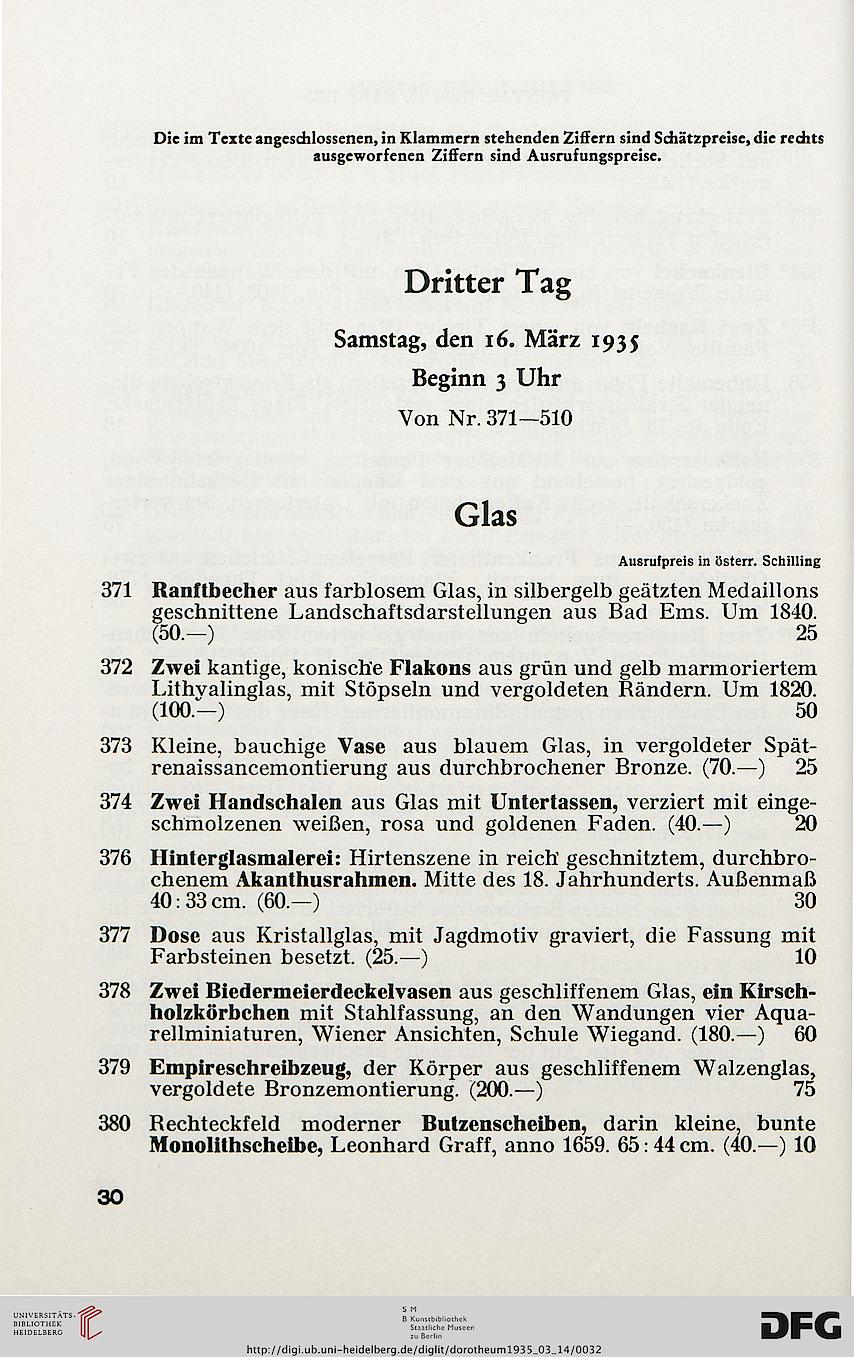 Die im Texte angeschlossenen, in Klammern stehenden Ziffern sind Schätzpreise, die rechts
ausgeworfenen Ziffern sind Ausrufungspreise.
Dritter Tag
Samstag, den 16. März 1935
Beginn 3 Uhr
Von Nr. 371—510
Glas
Ausrufpreis in österr. Schilling
371 Ranftbecher aus farblosem Glas, in silbergelb geätzten Medaillons
geschnittene Landschaftsdarstellungen aus Bad Ems. Um 1840.
(50.—) 25
372 Zwei kantige, konische Flakons aus grün und gelb marmoriertem
Lithyalinglas, mit Stöpseln und vergoldeten Rändern. Um 1820.
(100.—) 50
373 Kleine, bauchige Vase aus blauem Glas, in vergoldeter Spät-
renaissancemontierung aus durchbrochener Bronze. (70.—) 25
374 Zwei Handschalen aus Glas mit Untertassen, verziert mit einge-
schmolzenen weißen, rosa und goldenen Faden. (40.—) 20
376 Hinterglasmalerei: Hirtenszene in reich geschnitztem, durchbro-
chenem Akanthusrahmen. Mitte des 18. Jahrhunderts. Außenmaß
40 : 33 cm. (60.—) 30
377 Dose aus Kristallglas, mit Jagdmotiv graviert, die Fassung mit
Farbsteinen besetzt. (25.—) 10
378 Zwei Biedermeierdeckelvasen aus geschliffenem Glas, ein Kirsch-
holzkörbchen mit Stahlfassung, an den Wandungen vier Aqua-
rellminiaturen, Wiener Ansichten, Schule Wiegand. (180.—) 60
379 Empireschreibzeug, der Körper aus geschliffenem Walzenglas,
vergoldete Bronzemontierung. (200.—) 75
380 Rechteckfeld moderner Butzenscheiben, darin kleine, bunte
Monolithscheibe, Leonhard Graff, anno 1659. 65 : 44 cm. (40.—) 10
30
UNIVERSITÄTS-
BIBLIOTHEK
HEIDELBERG
S M
B Kunstbibliothek
Staatliche Museen
zu Berlin
DFG
http://digi.ub.uni-heidelberg.de/diglit/dorotheum1935_03_14/0032